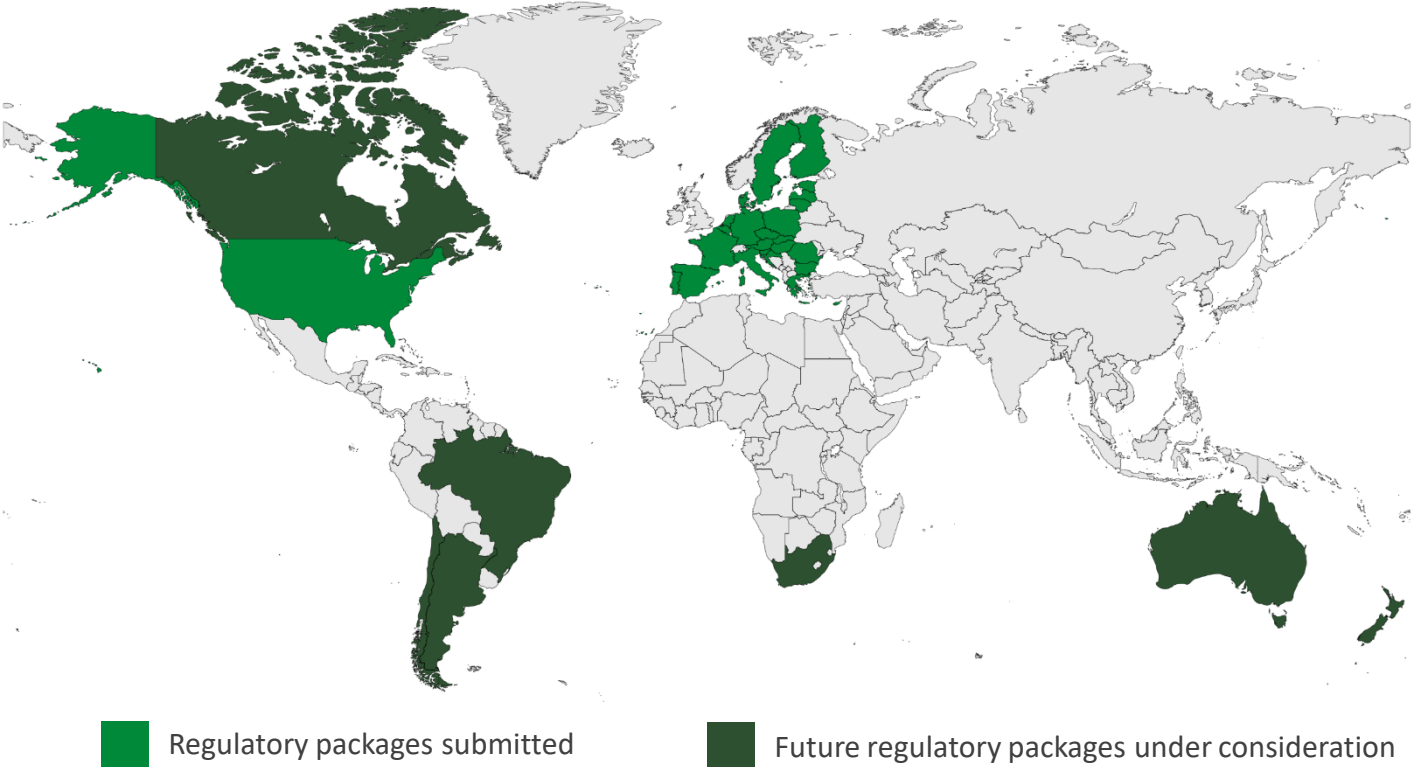 Regulatory packages submitted
Future regulatory packages under consideration